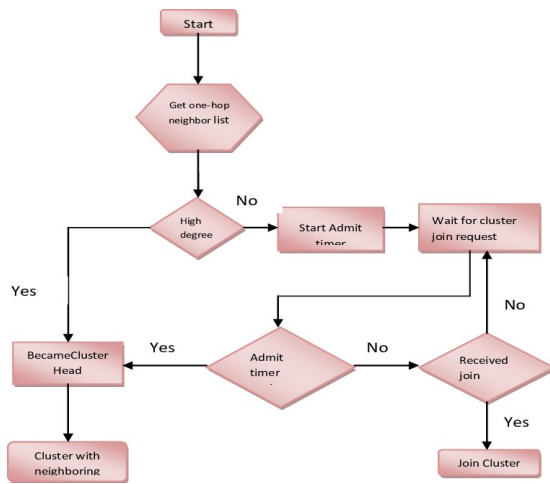 Start
Get one-hop
neighbor list
High
degree
No
Start Admit
timer
Wait for cluster
join request
Yes
No
BecameCluster
Head
Yes
Admit
timer
No
Received
join
Yes
Cluster with
neighboring
Join Cluster